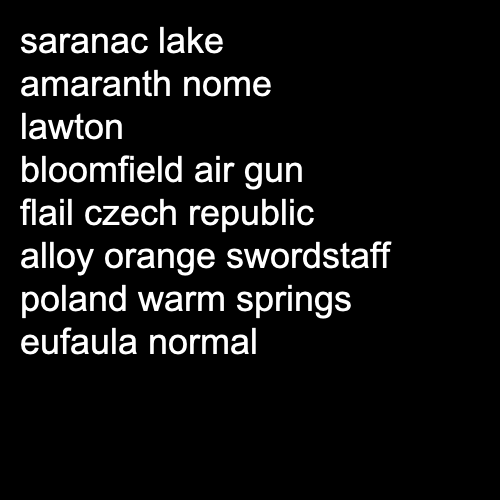 saranac lake
amaranth nome
lawton
bloomfield air gun
flail czech republic
alloy orange swordstaff
poland warm springs
eufaula normal